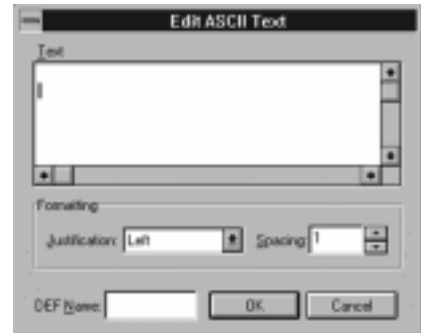 Edit ASCII Text
Text
Formatting
Justification: Left Spacing: 1
DEF Name: OK Cancel